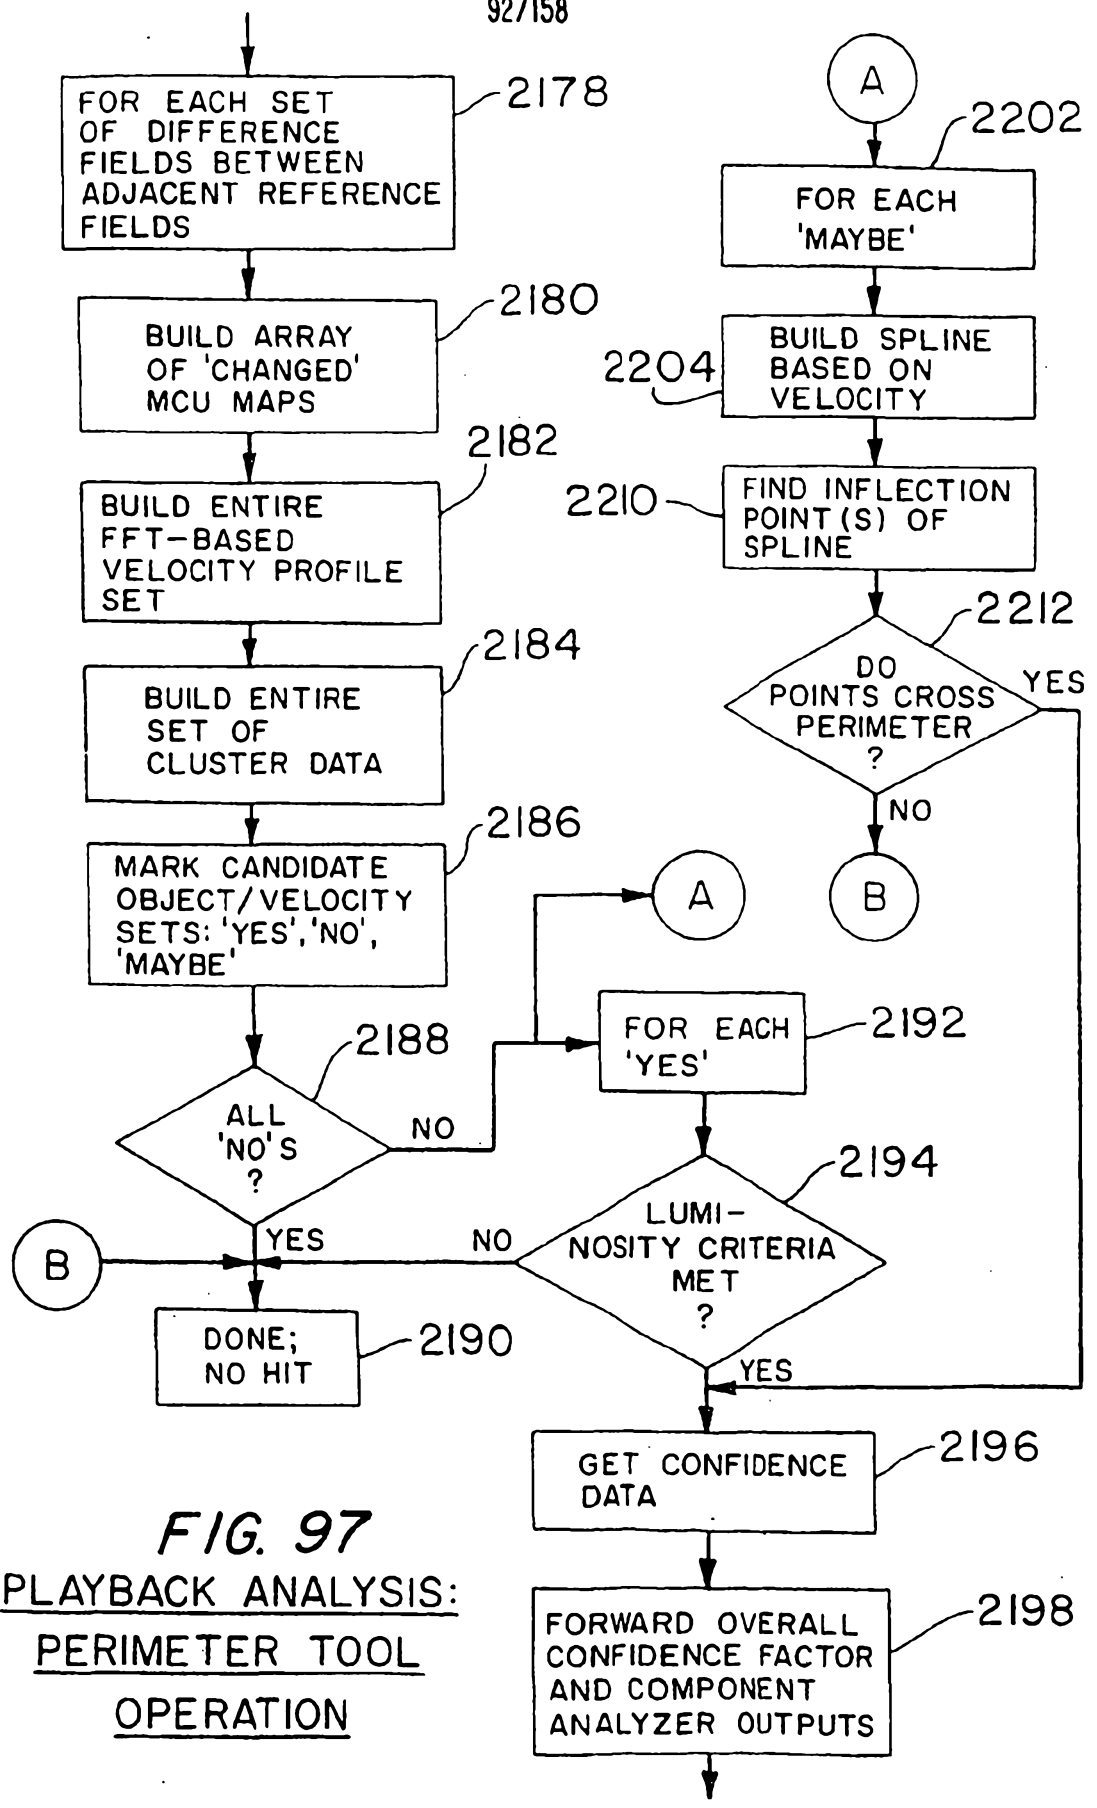 92/158
FOR EACH SET
OF DIFFERENCE
FIELDS BETWEEN
ADJACENT REFERENCE
FIELDS
2178
BUILD ARRAY
OF 'CHANGED'
MCU MAPS
2180
BUILD ENTIRE
FFT-BASED
VELOCITY PROFILE
SET
2182
BUILD ENTIRE
SET OF
CLUSTER DATA
2184
MARK CANDIDATE
OBJECT/VELOCITY
SETS: 'YES', 'NO',
'MAYBE'
2186
ALL
'NO'S
?
2188
NO
YES
B
DONE;
NO HIT
2190
A
FOR EACH
'YES'
2192
LUMI-
NOSITY CRITERIA
MET
?
2194
NO
YES
GET CONFIDENCE
DATA
2196
FORWARD OVERALL
CONFIDENCE FACTOR
AND COMPONENT
ANALYZER OUTPUTS
2198
A
FOR EACH
'MAYBE'
2202
BUILD SPLINE
BASED ON
VELOCITY
2204
FIND INFLECTION
POINT(S) OF
SPLINE
2210
DO
POINTS CROSS
PERIMETER
?
2212
YES
NO
B
FIG. 97
PLAYBACK ANALYSIS:
PERIMETER TOOL
OPERATION